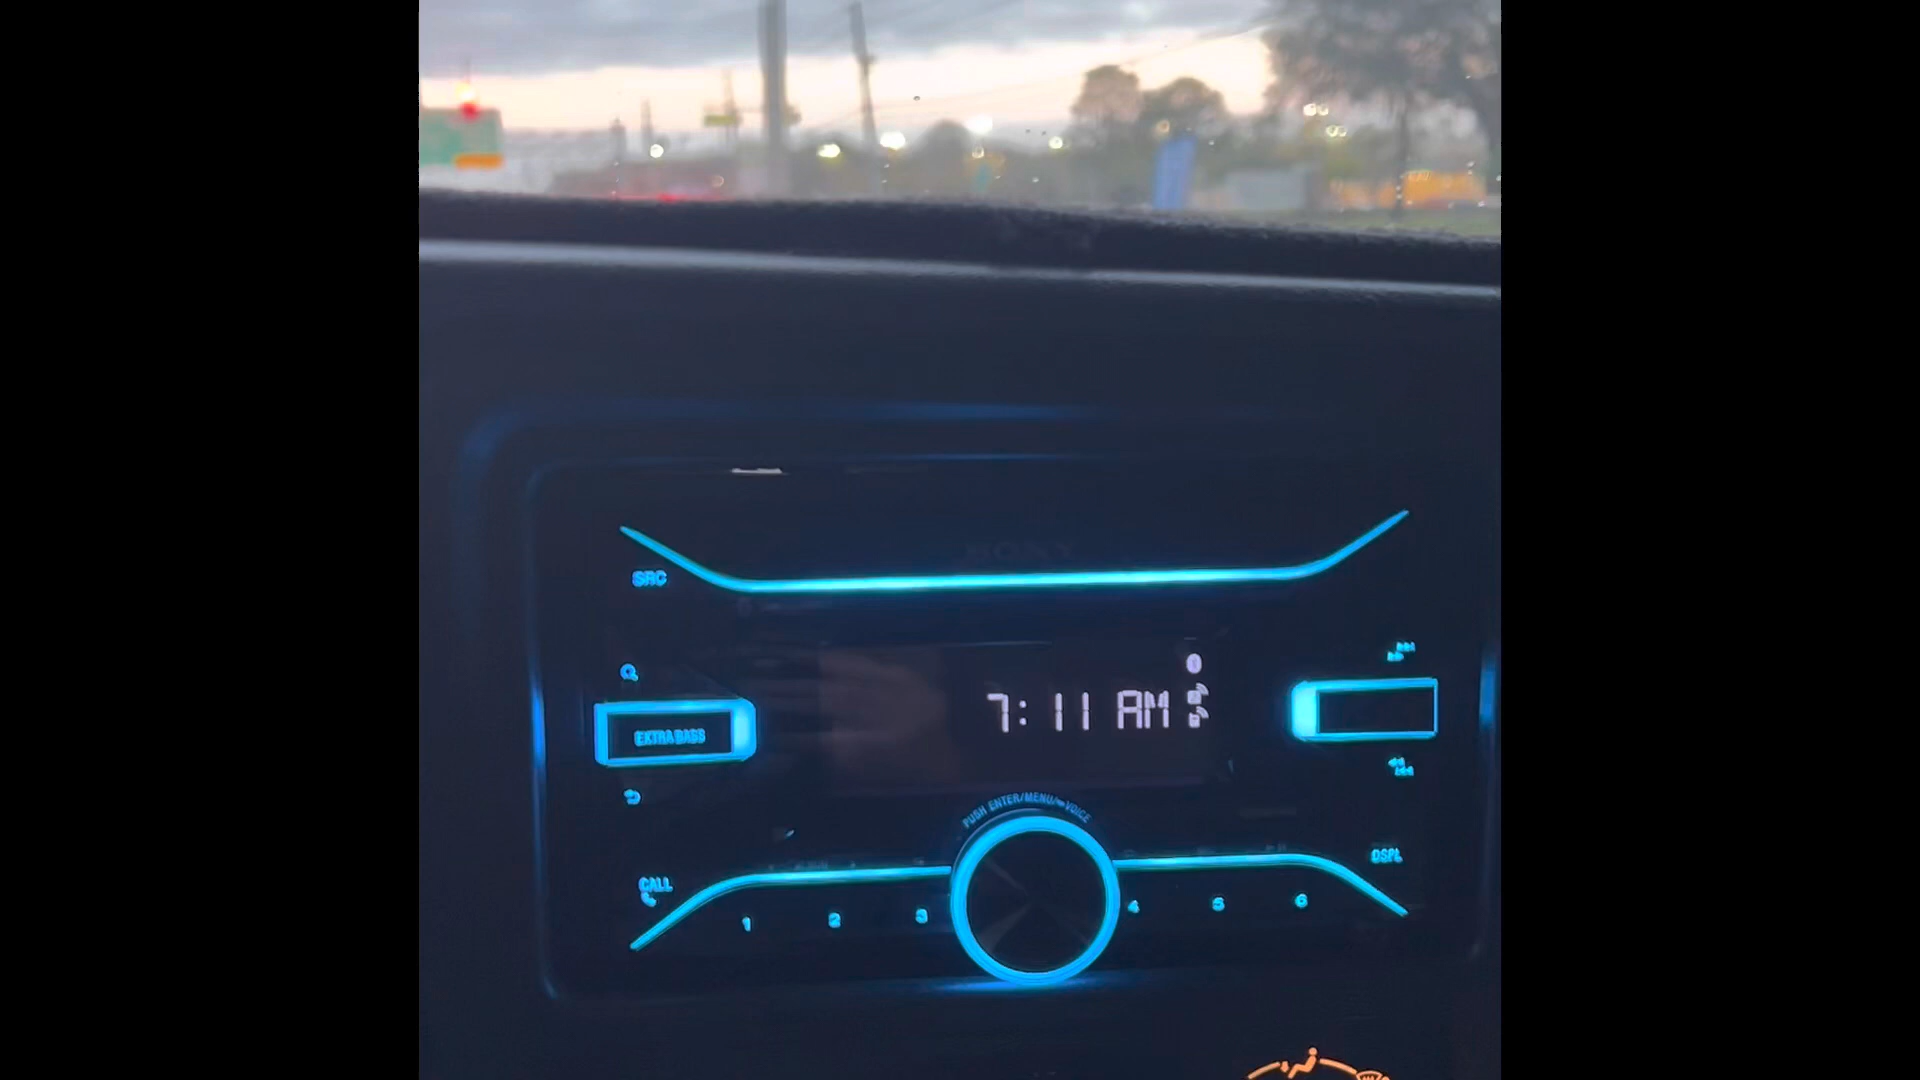 SRC
7:11 AM
EXTRA BASS
PUSH ENTER/MENU/ VOICE
DSPL
CALL
1 2 3 4 5 6